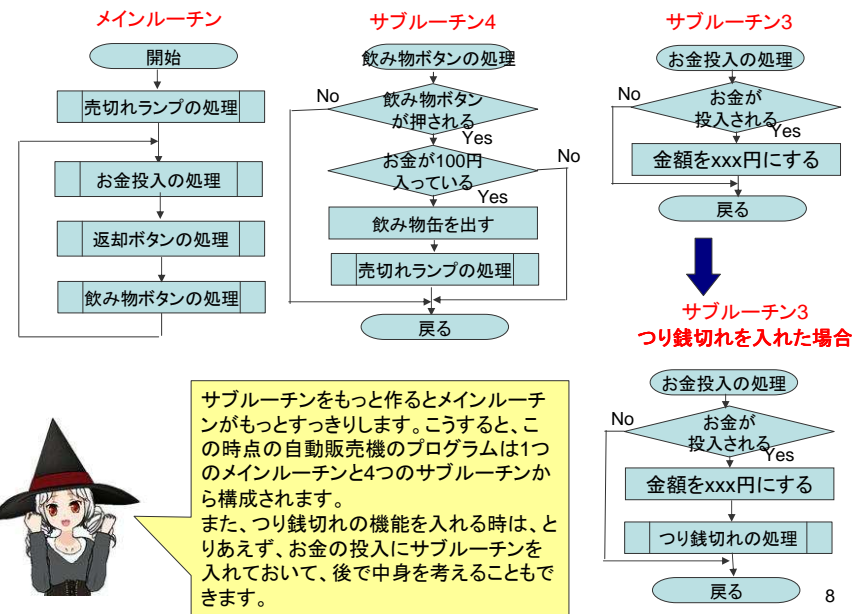 メインルーチン
開始
売切れランプの処理
お金投入の処理
返却ボタンの処理
飲み物ボタンの処理
サブルーチン4
飲み物ボタンの処理
飲み物ボタン
が押される
No
Yes
お金が100円
入っている
No
Yes
飲み物缶を出す
売切れランプの処理
戻る
サブルーチン3
お金投入の処理
お金が
投入される
No
Yes
金額をxxx円にする
戻る
サブルーチン3
つり銭切れを入れた場合
お金投入の処理
お金が
投入される
No
Yes
金額をxxx円にする
つり銭切れの処理
戻る
サブルーチンをもっと作るとメインルーチ
ンがもっとすっきりします。こうすると、こ
の時点の自動販売機のプログラムは1つ
のメインルーチンと4つのサブルーチンか
ら構成されます。
また、つり銭切れの機能を入れる時は、と
りあえず、お金の投入にサブルーチンを
入れておいて、後で中身を考えることもで
きます。
8